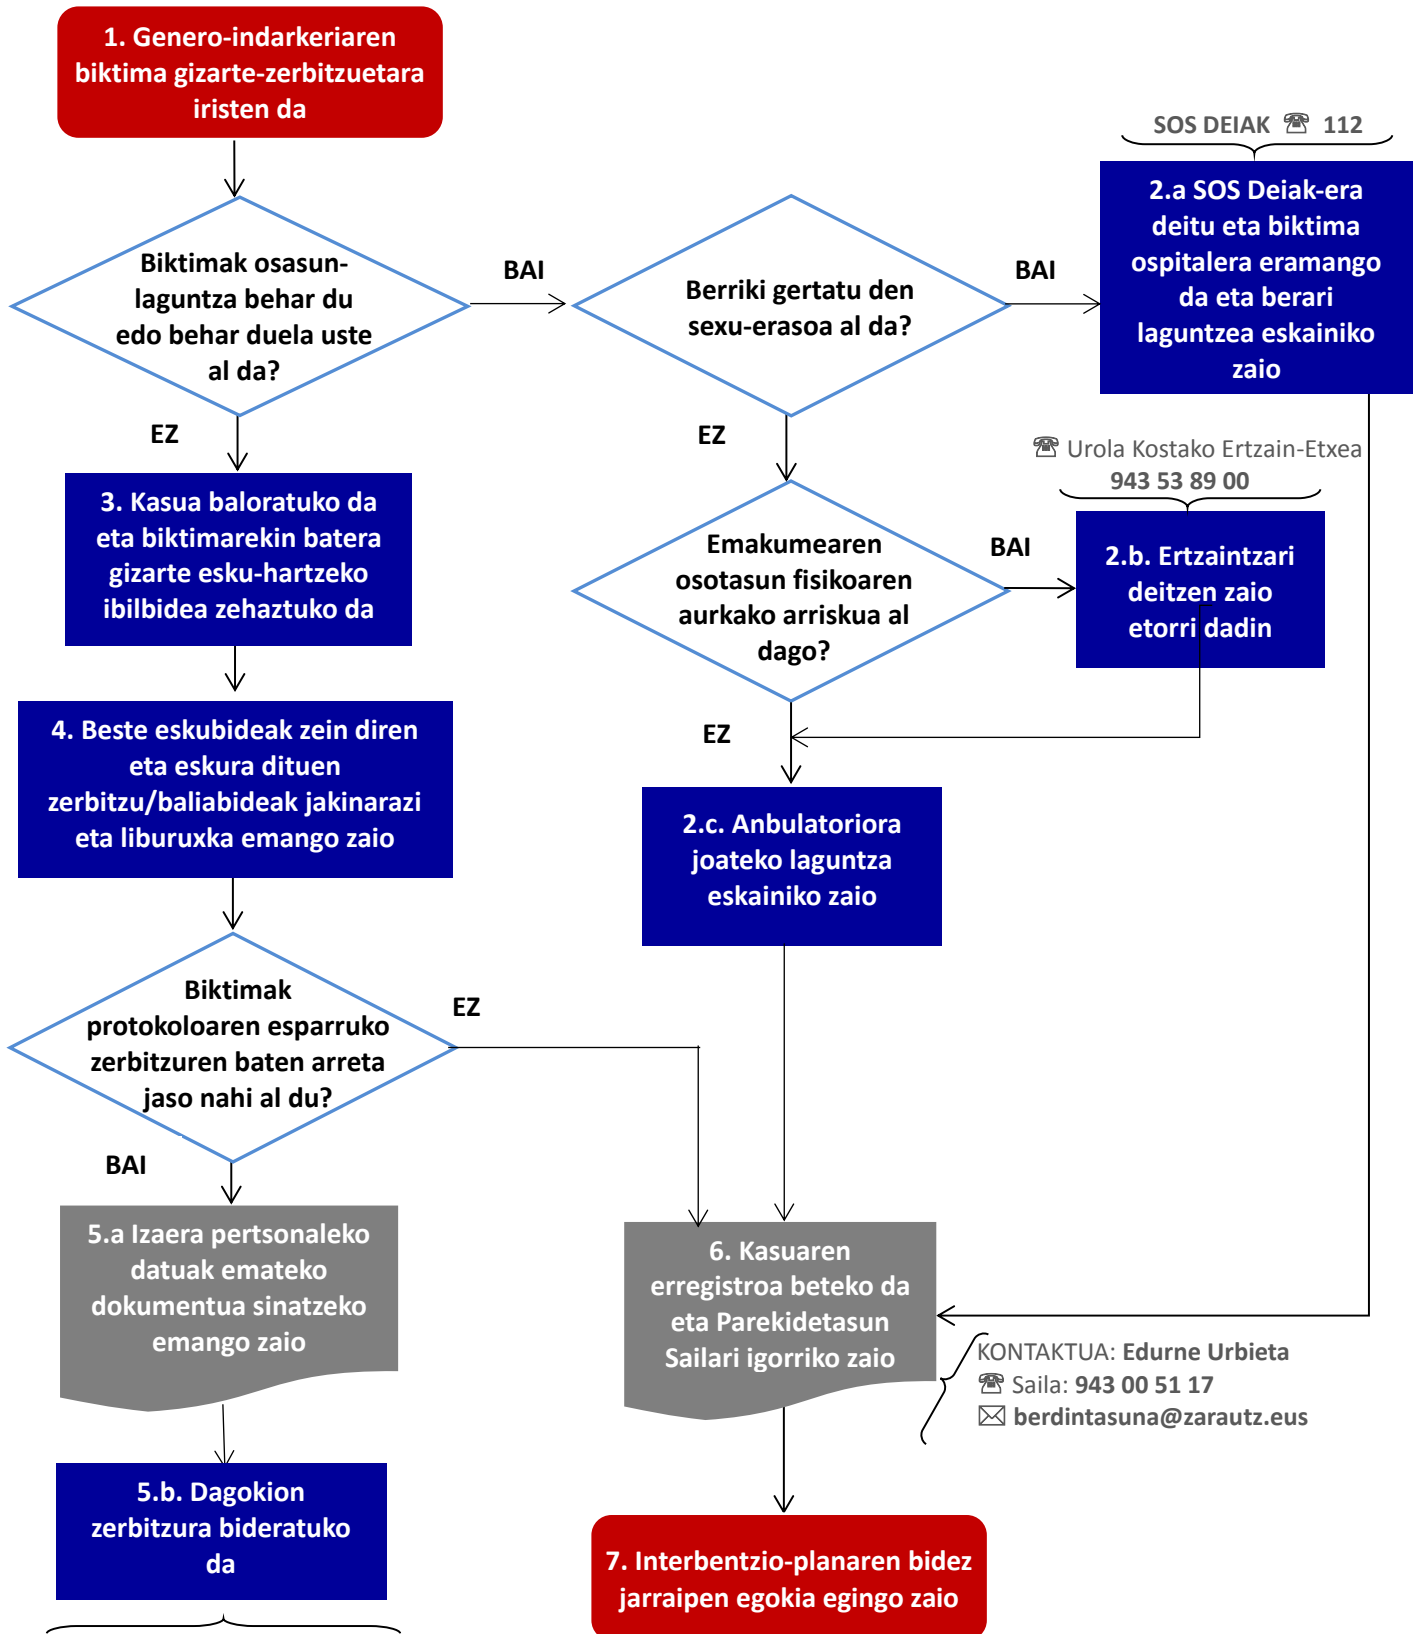 1. Genero-indarkeriaren
biktima gizarte-zerbitzuetara
iristen da
SOS DEIAK ☎ 112
2.a SOS Deiak-era
deitu eta biktima
ospitalera eramango
da eta berari
laguntzea eskainiko
zaio
Biktimak osasun-
laguntza behar du
edo behar duela uste
al da?
BAI
Berriki gertatu den
sexu-erasoa al da?
BAI
EZ
EZ
☎ Urola Kostako Ertzain-Etxea
943 53 89 00
3. Kasua baloratuko da
eta biktimarekin batera
gizarte esku-hartzeko
ibilbidea zehaztuko da
Emakumearen
osotasun fisikoaren
aurkako arriskua al
dago?
BAI
2.b. Ertzaintzari
deitzen zaio
etorri dadin
EZ
4. Beste eskubideak zein diren
eta eskura dituen
zerbitzu/baliabideak jakinarazi
eta liburuxka emango zaio
2.c. Anbulatoriora
joateko laguntza
eskainiko zaio
Biktimak
protokoloaren esparruko
zerbitzuren baten arreta
jaso nahi al du?
EZ
BAI
5.a Izaera pertsonaleko
datuak emateko
dokumentua sinatzeko
emango zaio
6. Kasuaren
erregistroa beteko da
eta Parekidetasun
Sailari igorriko zaio
KONTAKTUA: Edurne Urbieta
☎ Saila: 943 00 51 17
✉ berdintasuna@zarautz.eus
5.b. Dagokion
zerbitzura bideratuko
da
7. Interbentzio-planaren bidez
jarraipen egokia egingo zaio